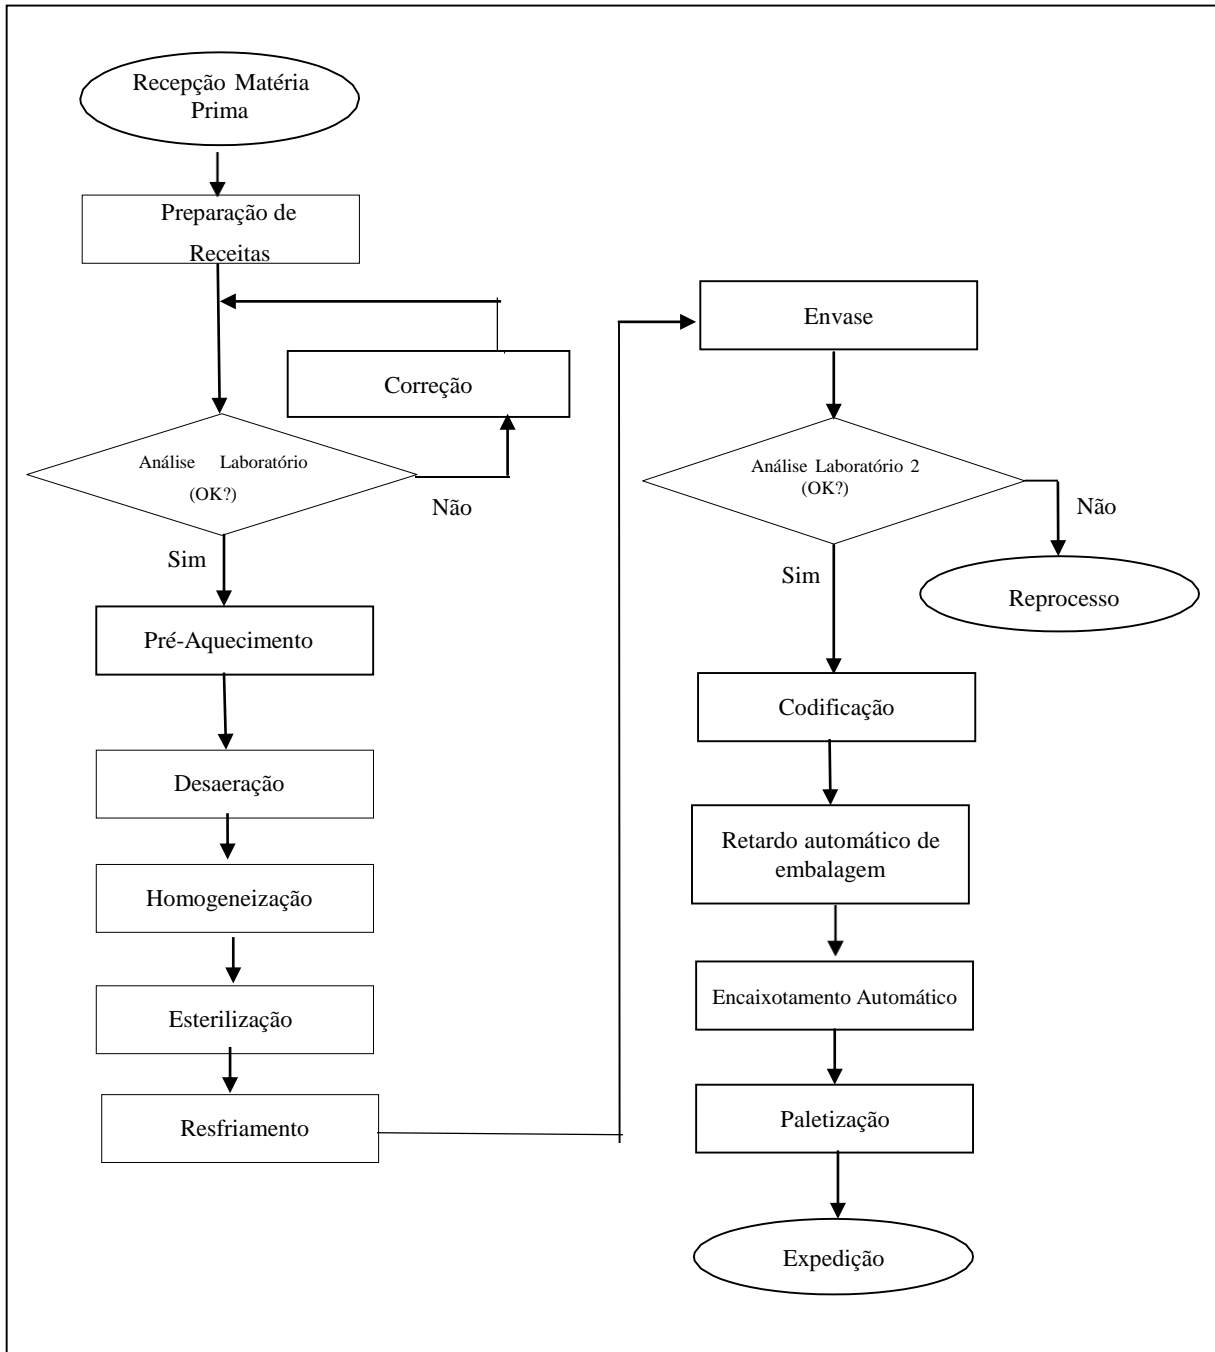 Recepção Matéria
Prima
Preparação de
Receitas
Correção
Análise Laboratório
(OK?)
Não
Sim
Pré-Aquecimento
Desaeração
Homogeneização
Esterilização
Resfriamento
Envase
Análise Laboratório 2
(OK?)
Não
Reprocesso
Sim
Codificação
Retardo automático de
embalagem
Encaixotamento Automático
Paletização
Expedição